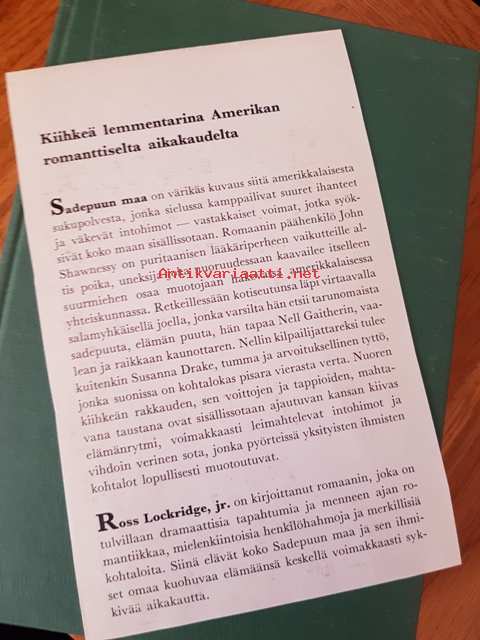 Kiihkeä lemmentarina Amerikan
romanttiselta aikakaudelta
Sadepuun maa on värikäs kuvaus siitä amerikkalaisesta
sukupolvesta, jonka sielussa kamppailivat suuret ihanteet
ja väkevät intohimot — vastakkaiset voimat, jotka syök-
sivät koko maan sisällissotaan. Romaanin päähenkilö John
Shawnessy on puritaanisen lääkäriperheen vaikutteille al-
tis poika, uneksija, nuoruudessaan kaavailee itselleen
suurmiehen osaa muotojaan amerikkalaisessa
yhteiskunnassa. Retkeillessään kotiseutunsa läpi virtaavalla
salamyhkäisellä joella, jonka varsilta hän etsii tarunomaista
sadepuuta, elämän puuta, hän tapaa Nell Gaitherin, vaa-
lean ja raikkaan kaunottaren. Nellin kilpailijattareksi tulee
kuitenkin Susanna Drake, tumma ja arvoituksellinen tyttö,
jonka suonissa on kohtalokas pisara vierasta verta. Nuoren
kiihkeän rakkauden, sen voittojen ja tappioiden, mahta-
vana taustana ovat sisällissotaan ajautuvan kansan kiivas
elämänrytmi, voimakkaasti leimahtelevat intohimot ja
vihdoin verinen sota, jonka pyörteissä yksityisten ihmisten
kohtalot lopullisesti muotoutuvat.
Ross Lockridge, jr. on kirjoittanut romaanin, joka on
tulvillaan dramaattisia tapahtumia ja menneen ajan ro-
mantiikkaa, mielenkiintoisia henkilöhahmoja ja merkillisiä
kohtaloita. Siinä elävät koko Sadepuun maa ja sen ihmi-
set omaa kuohuvaa elämäänsä keskellä voimakkaasti syk-
kivää aikakautta.
Antikvariaatti.net